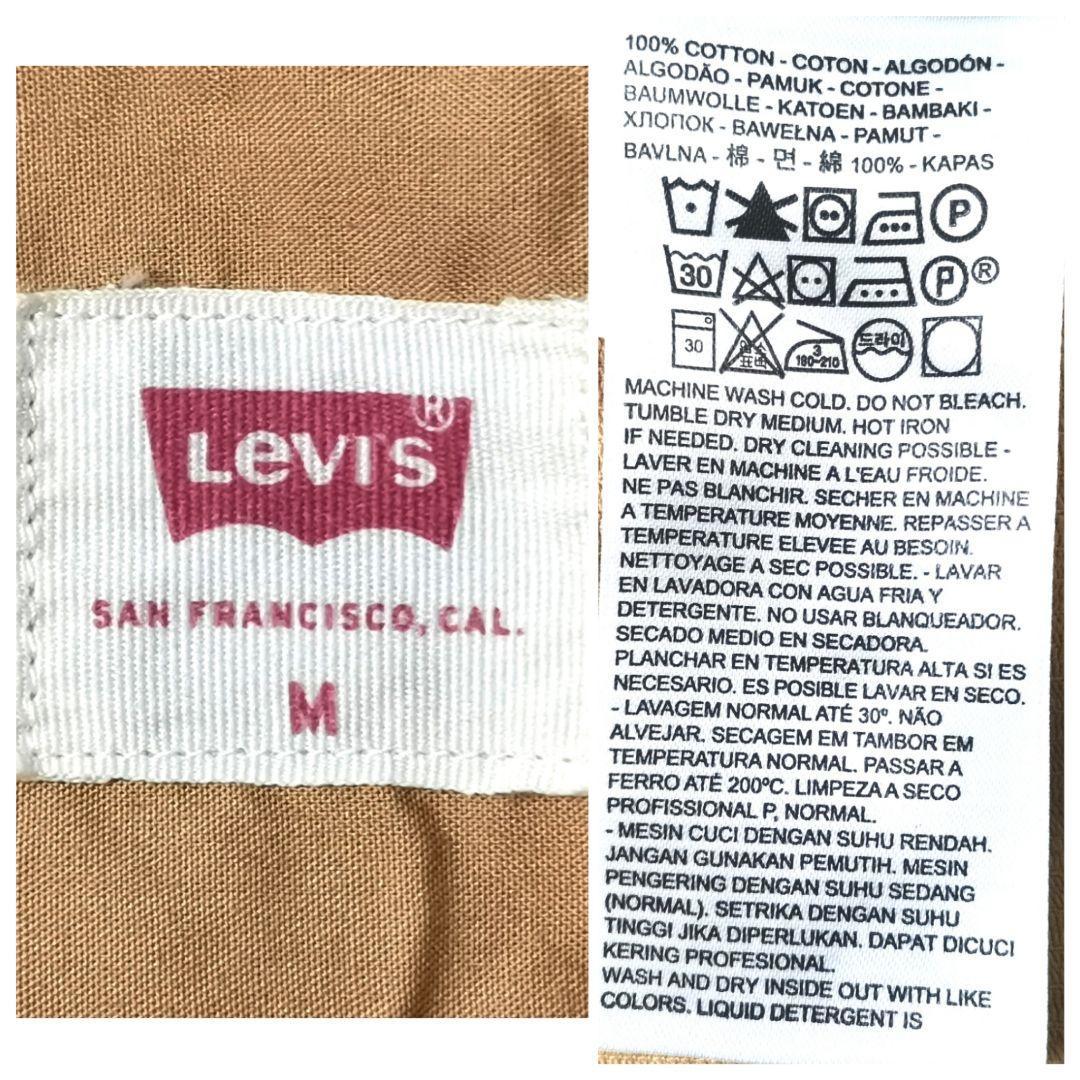 LEVI'S®
SAN FRANCISCO, CAL.
M
100% COTTON - COTON - ALGODÓN -
ALGODÃO - PAMUK - COTONE -
BAUMWOLLE - KATOEN - BAMBAKI -
ХЛОПОК - BAWEŁNA - PAMUT -
BAVLNA - 棉 - 면 - 綿 100% - KAPAS
P
30 P ®
30 3 180-210 드라이
MACHINE WASH COLD. DO NOT BLEACH.
TUMBLE DRY MEDIUM. HOT IRON
IF NEEDED. DRY CLEANING POSSIBLE -
LAVER EN MACHINE A L'EAU FROIDE.
NE PAS BLANCHIR. SECHER EN MACHINE
A TEMPERATURE MOYENNE. REPASSER A
TEMPERATURE ELEVEE AU BESOIN.
NETTOYAGE A SEC POSSIBLE. - LAVAR
EN LAVADORA CON AGUA FRIA Y
DETERGENTE. NO USAR BLANQUEADOR.
SECADO MEDIO EN SECADORA.
PLANCHAR EN TEMPERATURA ALTA SI ES
NECESARIO. ES POSIBLE LAVAR EN SECO.
- LAVAGEM NORMAL ATÉ 30º. NÃO
ALVEJAR. SECAGEM EM TAMBOR EM
TEMPERATURA NORMAL. PASSAR A
FERRO ATÉ 200ºC. LIMPEZA A SECO
PROFISSIONAL P, NORMAL.
- MESIN CUCI DENGAN SUHU RENDAH.
JANGAN GUNAKAN PEMUTIH. MESIN
PENGERING DENGAN SUHU SEDANG
(NORMAL). SETRIKA DENGAN SUHU
TINGGI JIKA DIPERLUKAN. DAPAT DICUCI
KERING PROFESIONAL.
WASH AND DRY INSIDE OUT WITH LIKE
COLORS. LIQUID DETERGENT IS